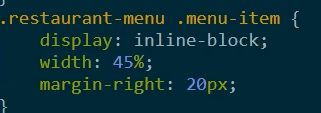 }
.restaurant-menu .menu-item {
    display: inline-block;
    width: 45%;
    margin-right: 20px;
}